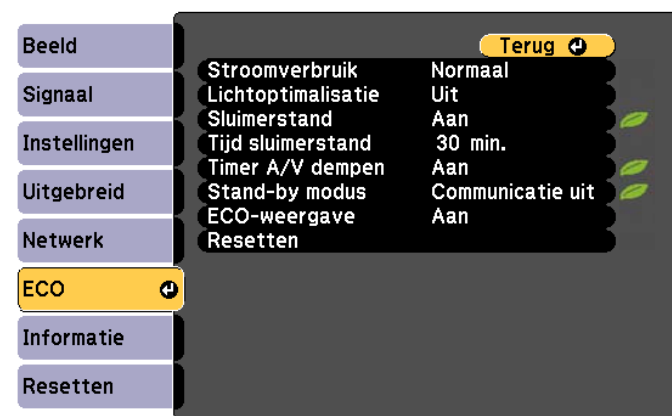 Beeld
Signaal
Instellingen
Uitgebreid
Netwerk
ECO
Informatie
Resetten
Terug
Stroomverbruik Normaal
Lichtoptimalisatie Uit
Sluimerstand Aan
Tijd sluimerstand 30 min.
Timer A/V dempen Aan
Stand-by modus Communicatie uit
ECO-weergave Aan
Resetten